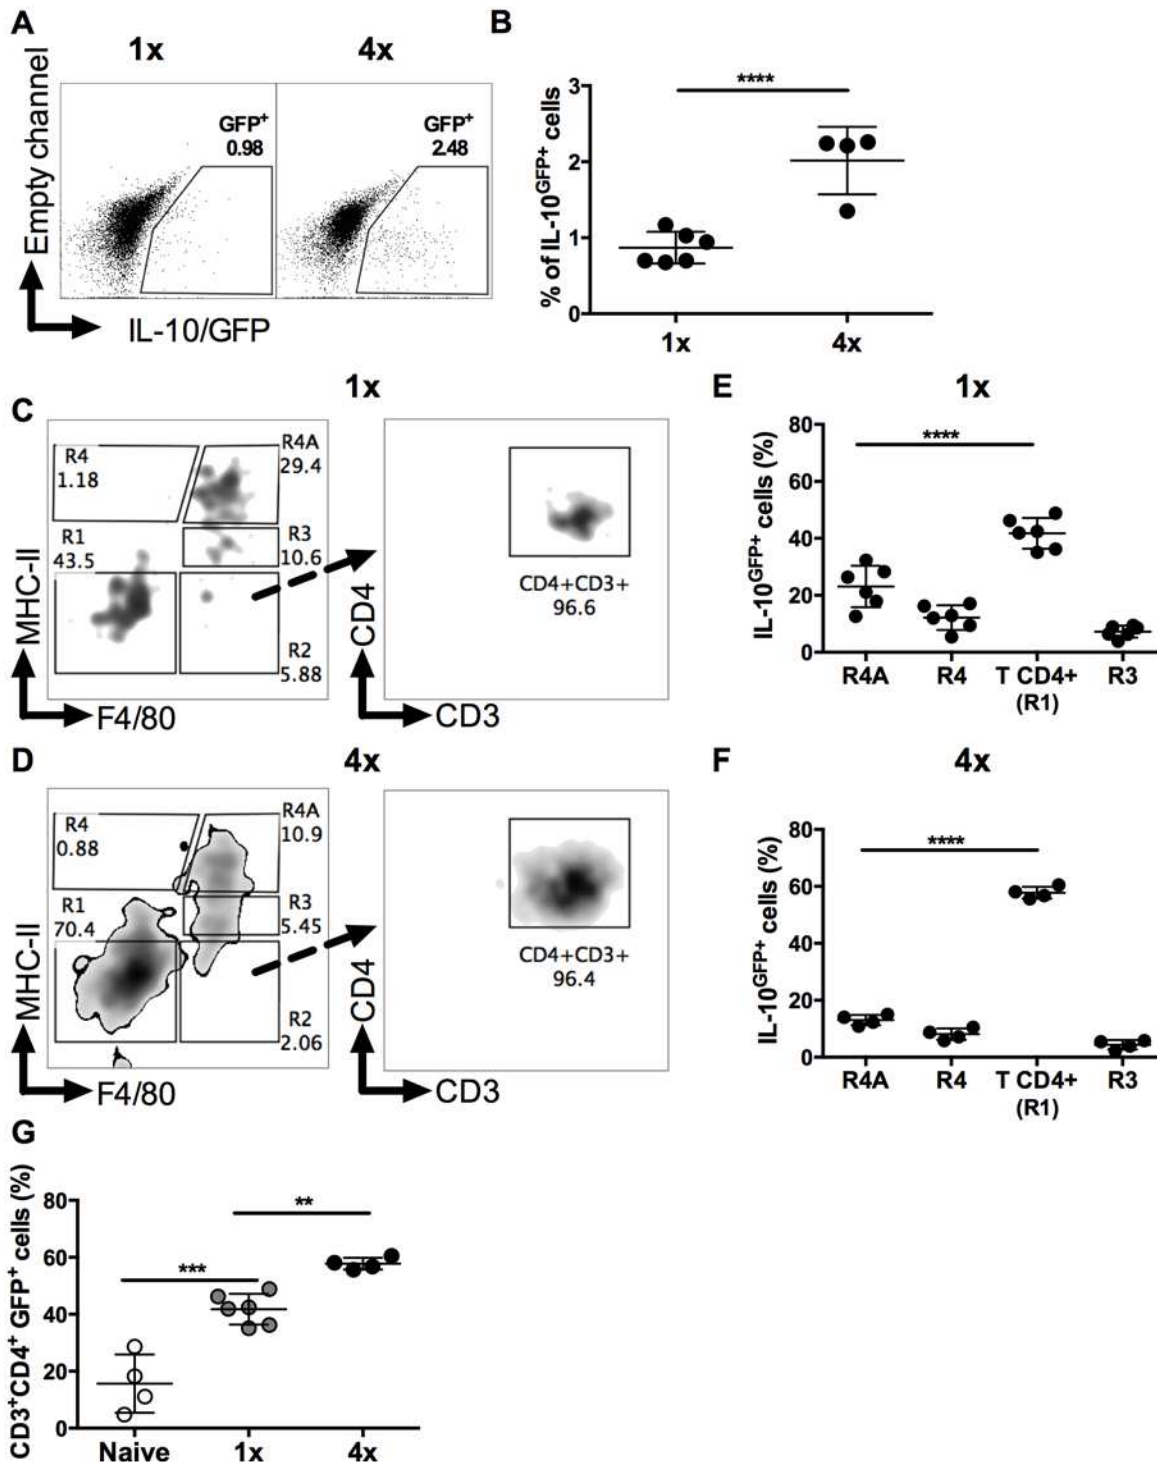 A
1x
4x
Empty channel
GFP+
0.98
GFP+
2.48
IL-10/GFP
B
% of IL-10GFP+ cells
3
2
1
0
****
1x
4x
C
1x
MHC-II
R4
1.18
R4A
29.4
R1
43.5
R3
10.6
R2
5.88
F4/80
CD4
CD4+CD3+
96.6
CD3
E
1x
IL-10GFP+ cells (%)
80
60
40
20
0
****
R4A
R4
T CD4+
(R1)
R3
D
4x
MHC-II
R4
0.88
R4A
10.9
R1
70.4
R3
5.45
R2
2.06
F4/80
CD4
CD4+CD3+
96.4
CD3
F
4x
IL-10GFP+ cells (%)
80
60
40
20
0
****
R4A
R4
T CD4+
(R1)
R3
G
CD3+CD4+ GFP+ cells (%)
80
60
40
20
0
***
**
Naive
1x
4x